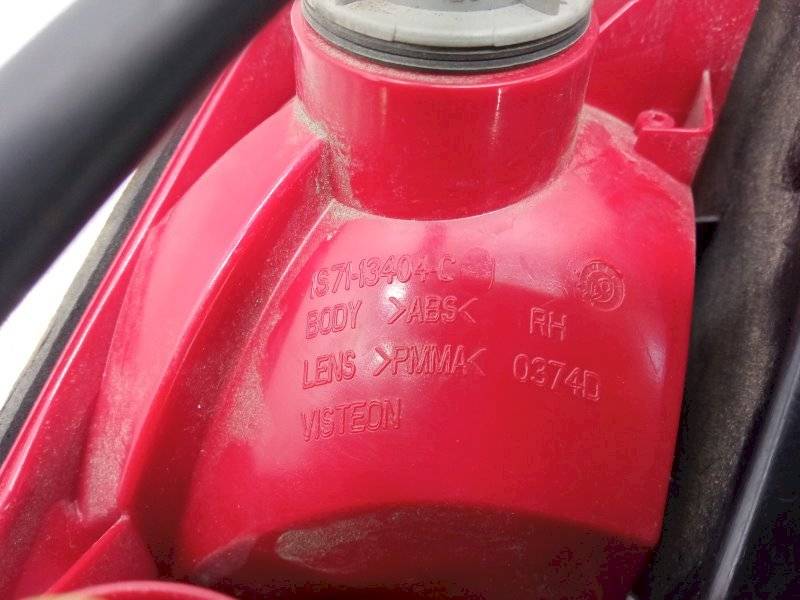 1S71-13404-C
BODY >ABS< RH
LENS >PMMA< 0374D
VISTEON